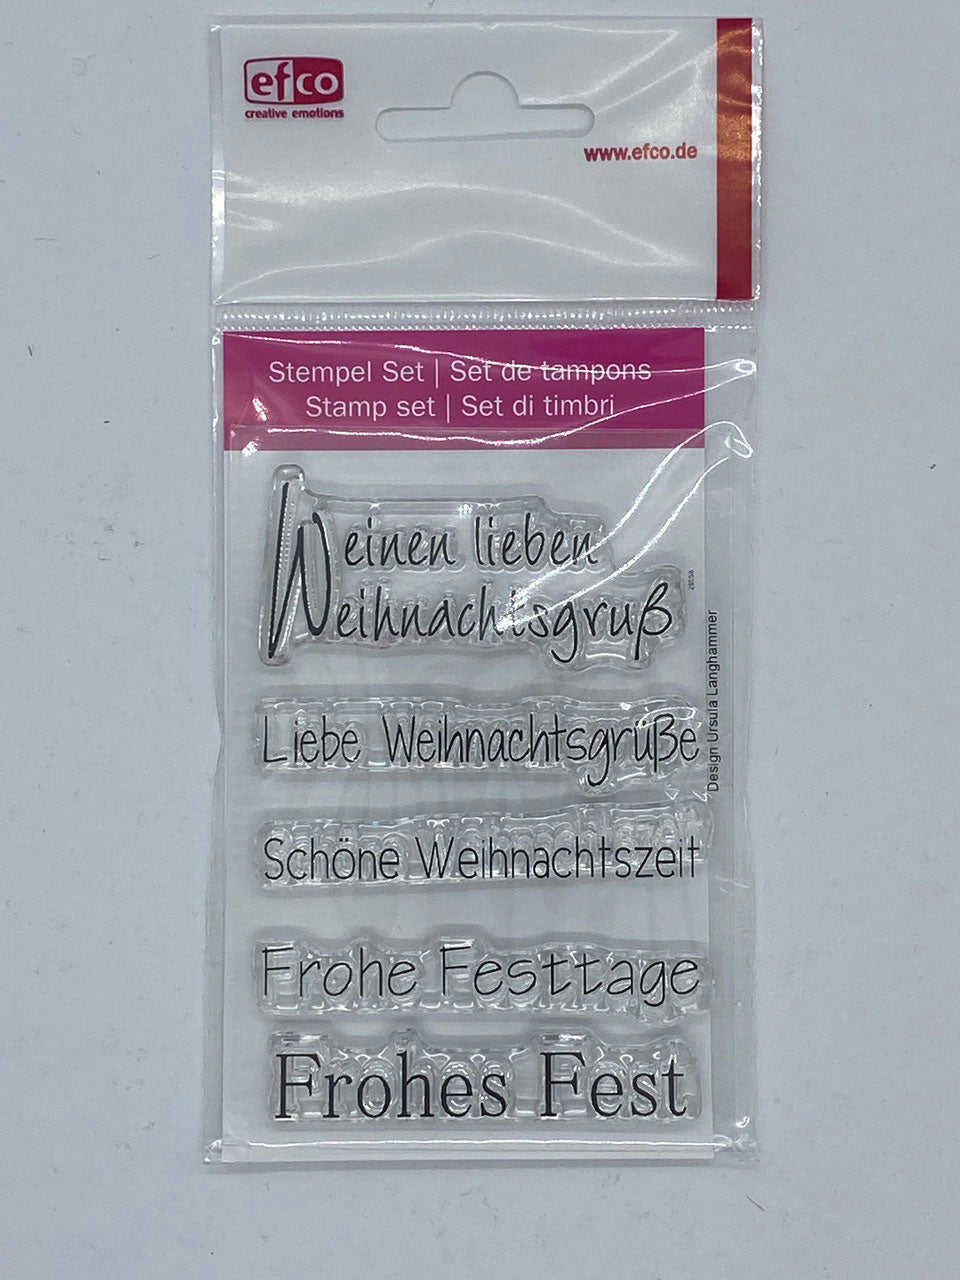 efco
creative emotions
www.efco.de
Stempel Set | Set de tampons
Stamp set | Set di timbri
Weinen lieben
Weihnachtsgruß
Design Ursula Langhammer
Liebe Weihnachtsgrüße
Schöne Weihnachtszeit
Frohe Festtage
Frohes Fest